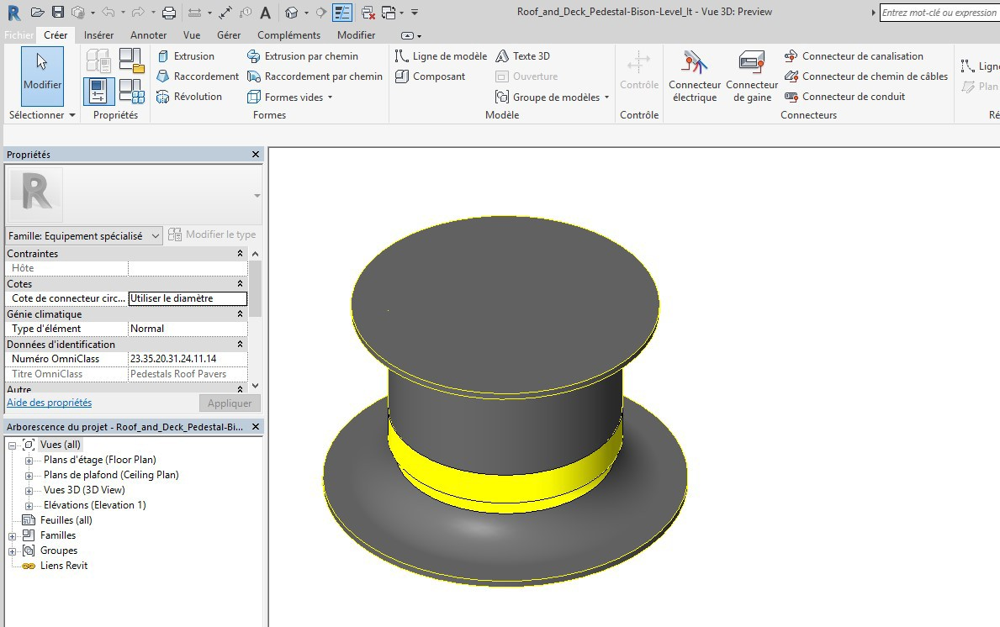 Roof_and_Deck_Pedestal-Bison-Level_It - Vue 3D: Preview
Entrez mot-clé ou expression
Fichier Créer Insérer Annoter Vue Gérer Compléments Modifier
Modifier
Sélectionner
Propriétés
Extrusion
Extrusion par chemin
Raccordement
Raccordement par chemin
Révolution
Formes vides
Formes
Ligne de modèle
Texte 3D
Composant
Ouverture
Groupe de modèles
Modèle
Contrôle
Contrôle
Connecteur électrique
Connecteur de gaine
Connecteur de canalisation
Connecteur de chemin de câbles
Connecteur de conduit
Connecteurs
Ligne
Plan
Ré
Propriétés
R
Famille: Equipement spécialisé
Modifier le type
Contraintes
Hôte
Cotes
Cote de connecteur circ... Utiliser le diamètre
Génie climatique
Type d'élément Normal
Données d'identification
Numéro OmniClass 23.35.20.31.24.11.14
Titre OmniClass Pedestals Roof Pavers
Autre
Aide des propriétés
Appliquer
Arborescence du projet - Roof_and_Deck_Pedestal-Bi...
Vues (all)
Plans d'étage (Floor Plan)
Plans de plafond (Ceiling Plan)
Vues 3D (3D View)
Elévations (Elevation 1)
Feuilles (all)
Familles
Groupes
Liens Revit